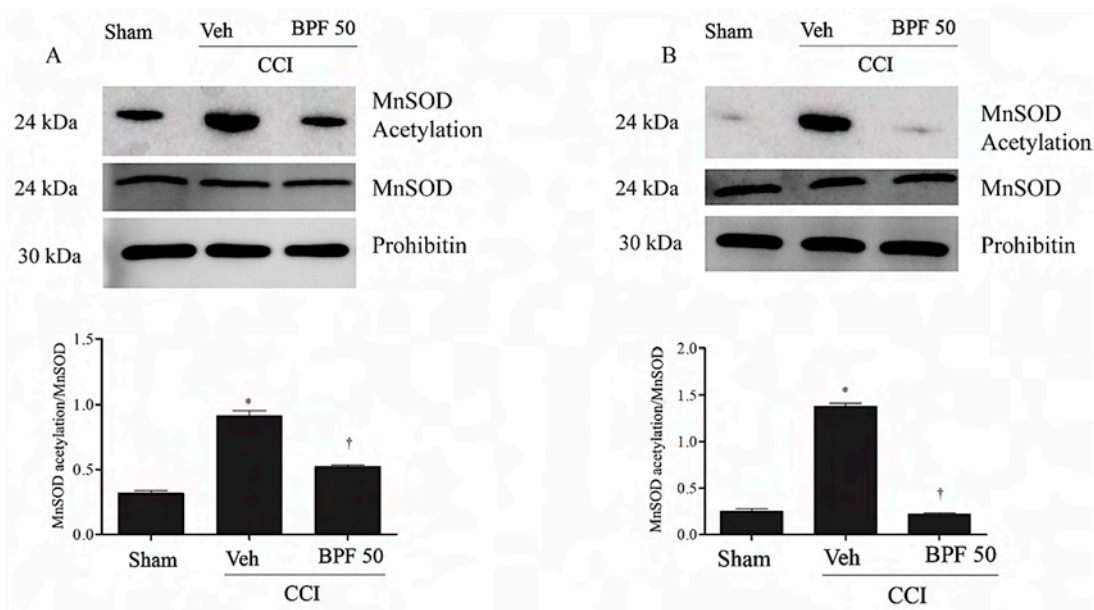 A
Sham
Veh
BPF 50
CCI
24 kDa
MnSOD
Acetylation
24 kDa
MnSOD
30 kDa
Prohibitin
MnSOD acetylation/MnSOD
1.5
1.0
0.5
0.0
*
†
Sham
Veh
BPF 50
CCI
B
Sham
Veh
BPF 50
CCI
24 kDa
MnSOD
Acetylation
24 kDa
MnSOD
30 kDa
Prohibitin
MnSOD acetylation/MnSOD
2.0
1.5
1.0
0.5
0.0
*
†
Sham
Veh
BPF 50
CCI